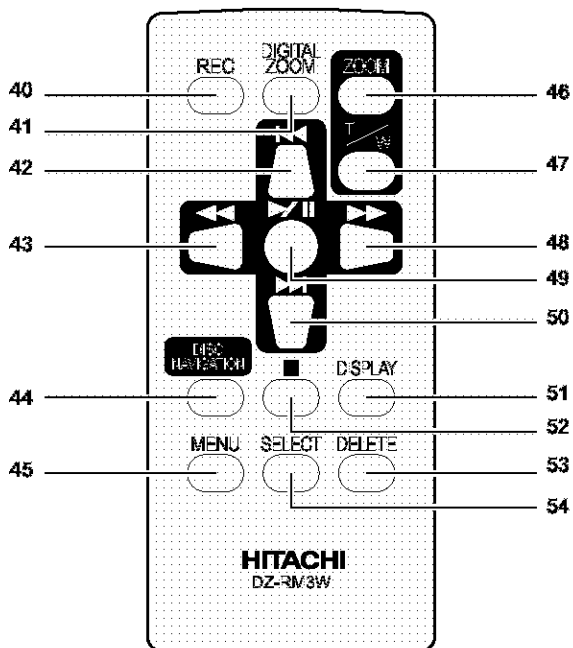 REC
DIGITAL
ZOOM
ZOOM
40
46
41
T
W
42
47
43
48
49
50
DISC
NAVIGATION
DISPLAY
44
51
52
MENU SELECT DELETE
45
53
54
HITACHI
DZ-RM3W